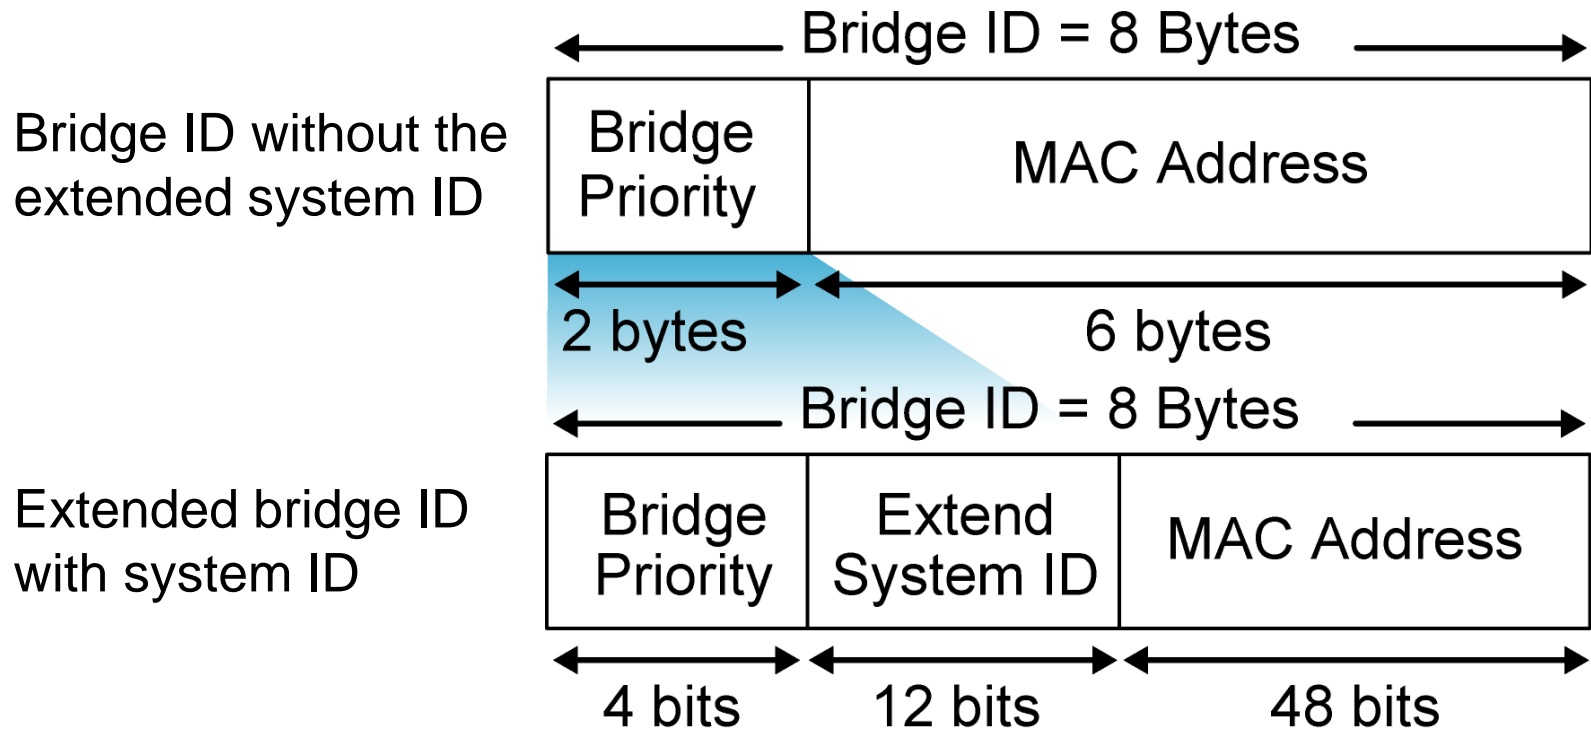 Bridge ID = 8 Bytes
Bridge ID without the
extended system ID
Bridge
Priority
MAC Address
2 bytes
6 bytes
Bridge ID = 8 Bytes
Extended bridge ID
with system ID
Bridge
Priority
Extend
System ID
MAC Address
4 bits
12 bits
48 bits